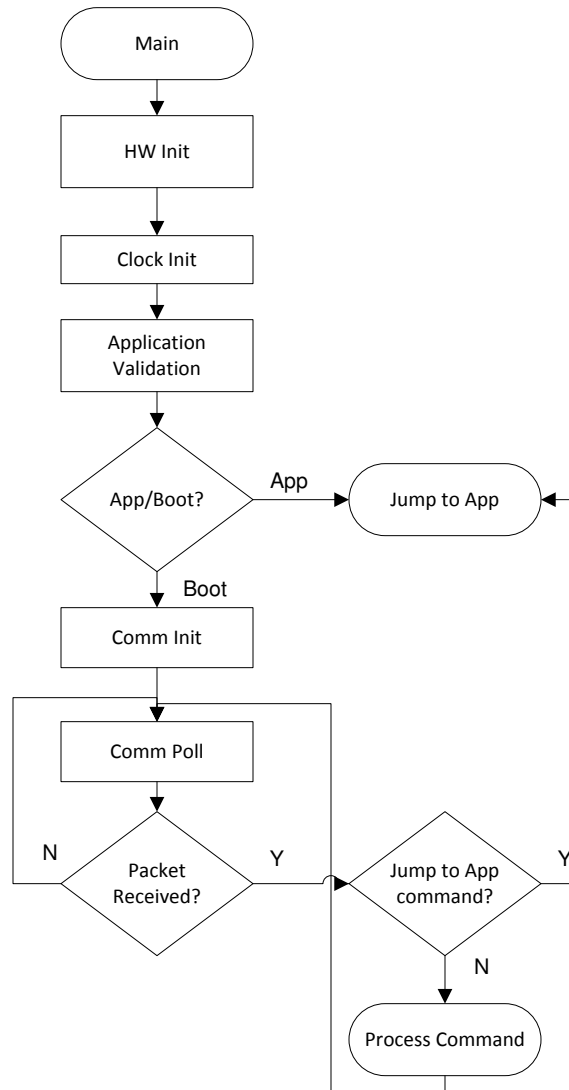 Main
HW Init
Clock Init
Application
Validation
App/Boot?
App
Jump to App
Boot
Comm Init
Comm Poll
N
Packet
Received?
Y
Jump to App
command?
Y
N
Process Command